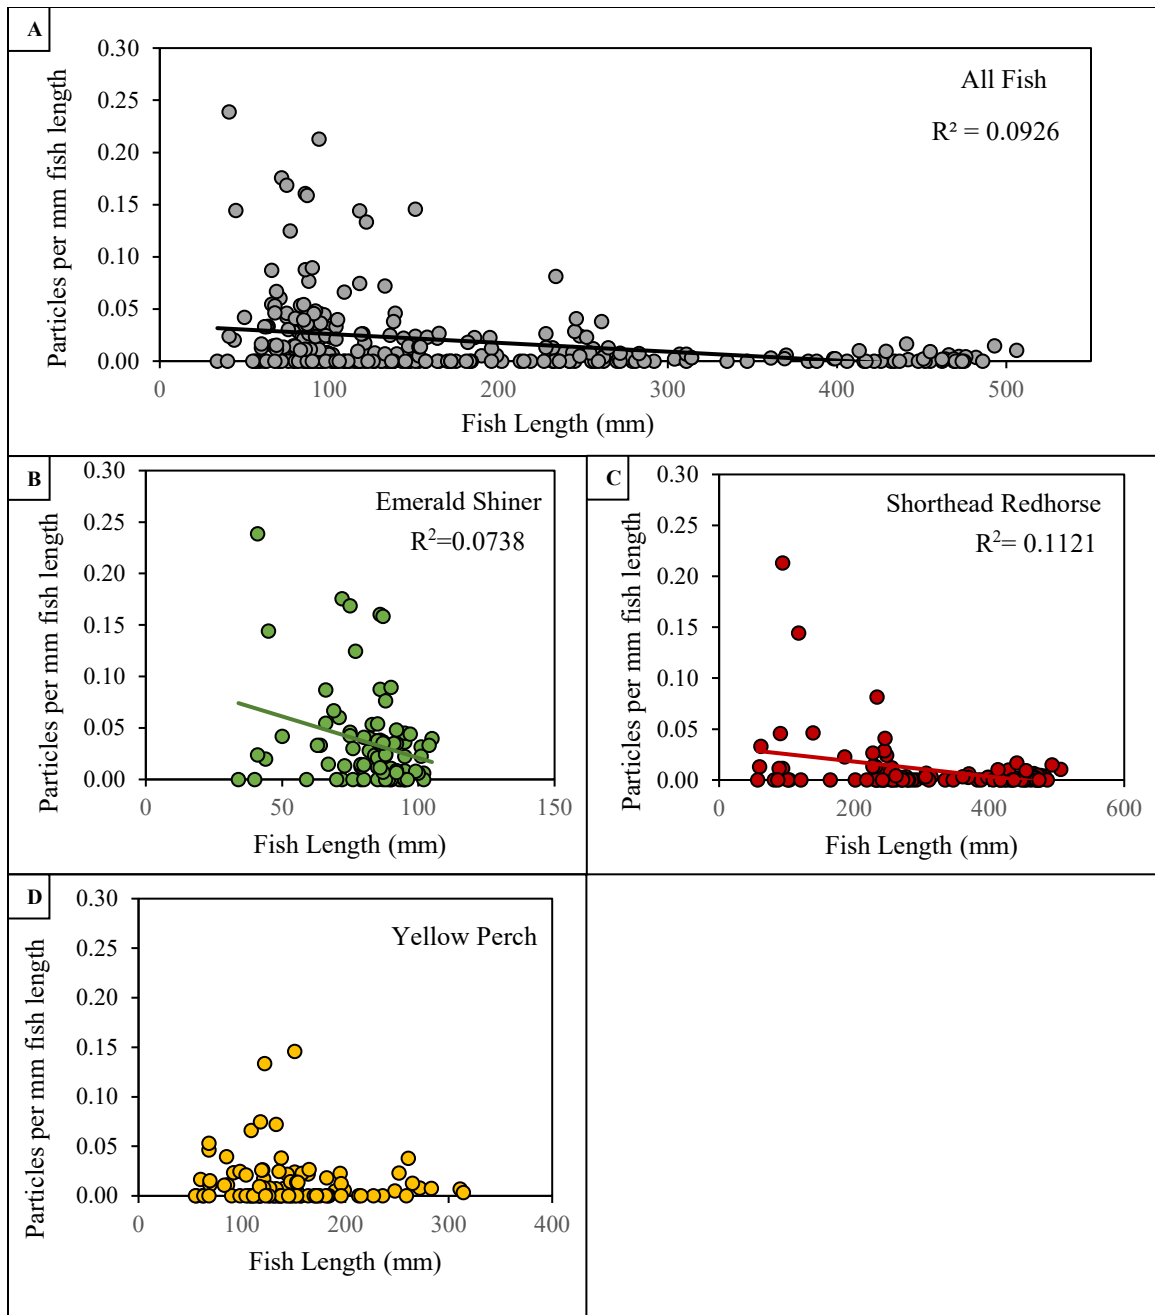 A
Particles per mm fish length
0.30
0.25
0.20
0.15
0.10
0.05
0.00
All Fish
R² = 0.0926
0 100 200 300 400 500
Fish Length (mm)
B
Particles per mm fish length
0.30
0.25
0.20
0.15
0.10
0.05
0.00
Emerald Shiner
R²=0.0738
0 50 100 150
Fish Length (mm)
C
Particles per mm fish length
0.30
0.25
0.20
0.15
0.10
0.05
0.00
Shorthead Redhorse
R²= 0.1121
0 200 400 600
Fish Length (mm)
D
Particles per mm fish length
0.30
0.25
0.20
0.15
0.10
0.05
0.00
Yellow Perch
0 100 200 300 400
Fish Length (mm)